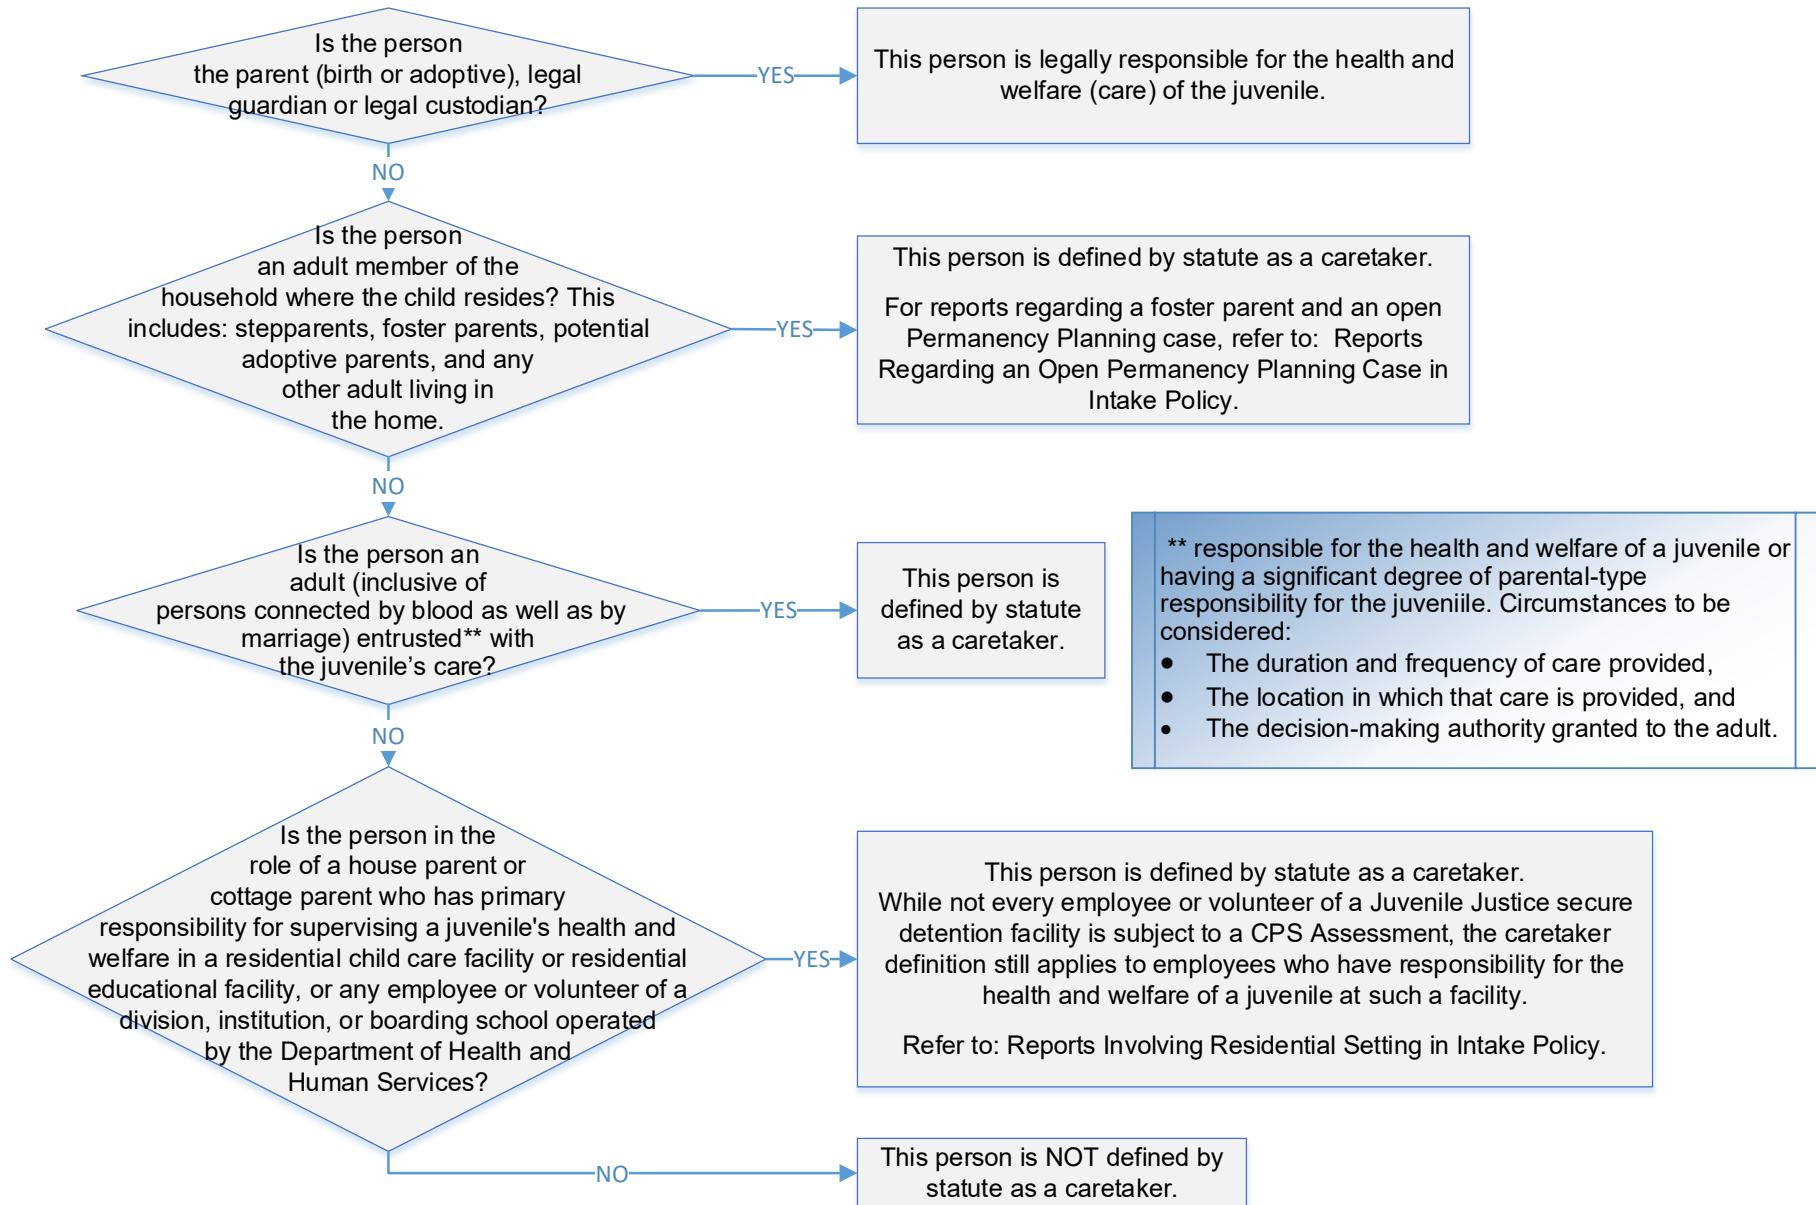 Is the person
the parent (birth or adoptive), legal
guardian or legal custodian?
YES
This person is legally responsible for the health and
welfare (care) of the juvenile.
NO
Is the person
an adult member of the
household where the child resides? This
includes: stepparents, foster parents, potential
adoptive parents, and any
other adult living in
the home.
YES
This person is defined by statute as a caretaker.
For reports regarding a foster parent and an open
Permanency Planning case, refer to:  Reports
Regarding an Open Permanency Planning Case in
Intake Policy.
NO
Is the person an
adult (inclusive of
persons connected by blood as well as by
marriage) entrusted** with
the juvenile’s care?
YES
This person is
defined by statute
as a caretaker.
** responsible for the health and welfare of a juvenile or
having a significant degree of parental-type
responsibility for the juveniile. Circumstances to be
considered:
• The duration and frequency of care provided,
• The location in which that care is provided, and
• The decision-making authority granted to the adult.
NO
Is the person in the
role of a house parent or
cottage parent who has primary
responsibility for supervising a juvenile's health and
welfare in a residential child care facility or residential
educational facility, or any employee or volunteer of a
division, institution, or boarding school operated
by the Department of Health and
Human Services?
YES
This person is defined by statute as a caretaker.
While not every employee or volunteer of a Juvenile Justice secure
detention facility is subject to a CPS Assessment, the caretaker
definition still applies to employees who have responsibility for the
health and welfare of a juvenile at such a facility.
Refer to: Reports Involving Residential Setting in Intake Policy.
NO
This person is NOT defined by
statute as a caretaker.